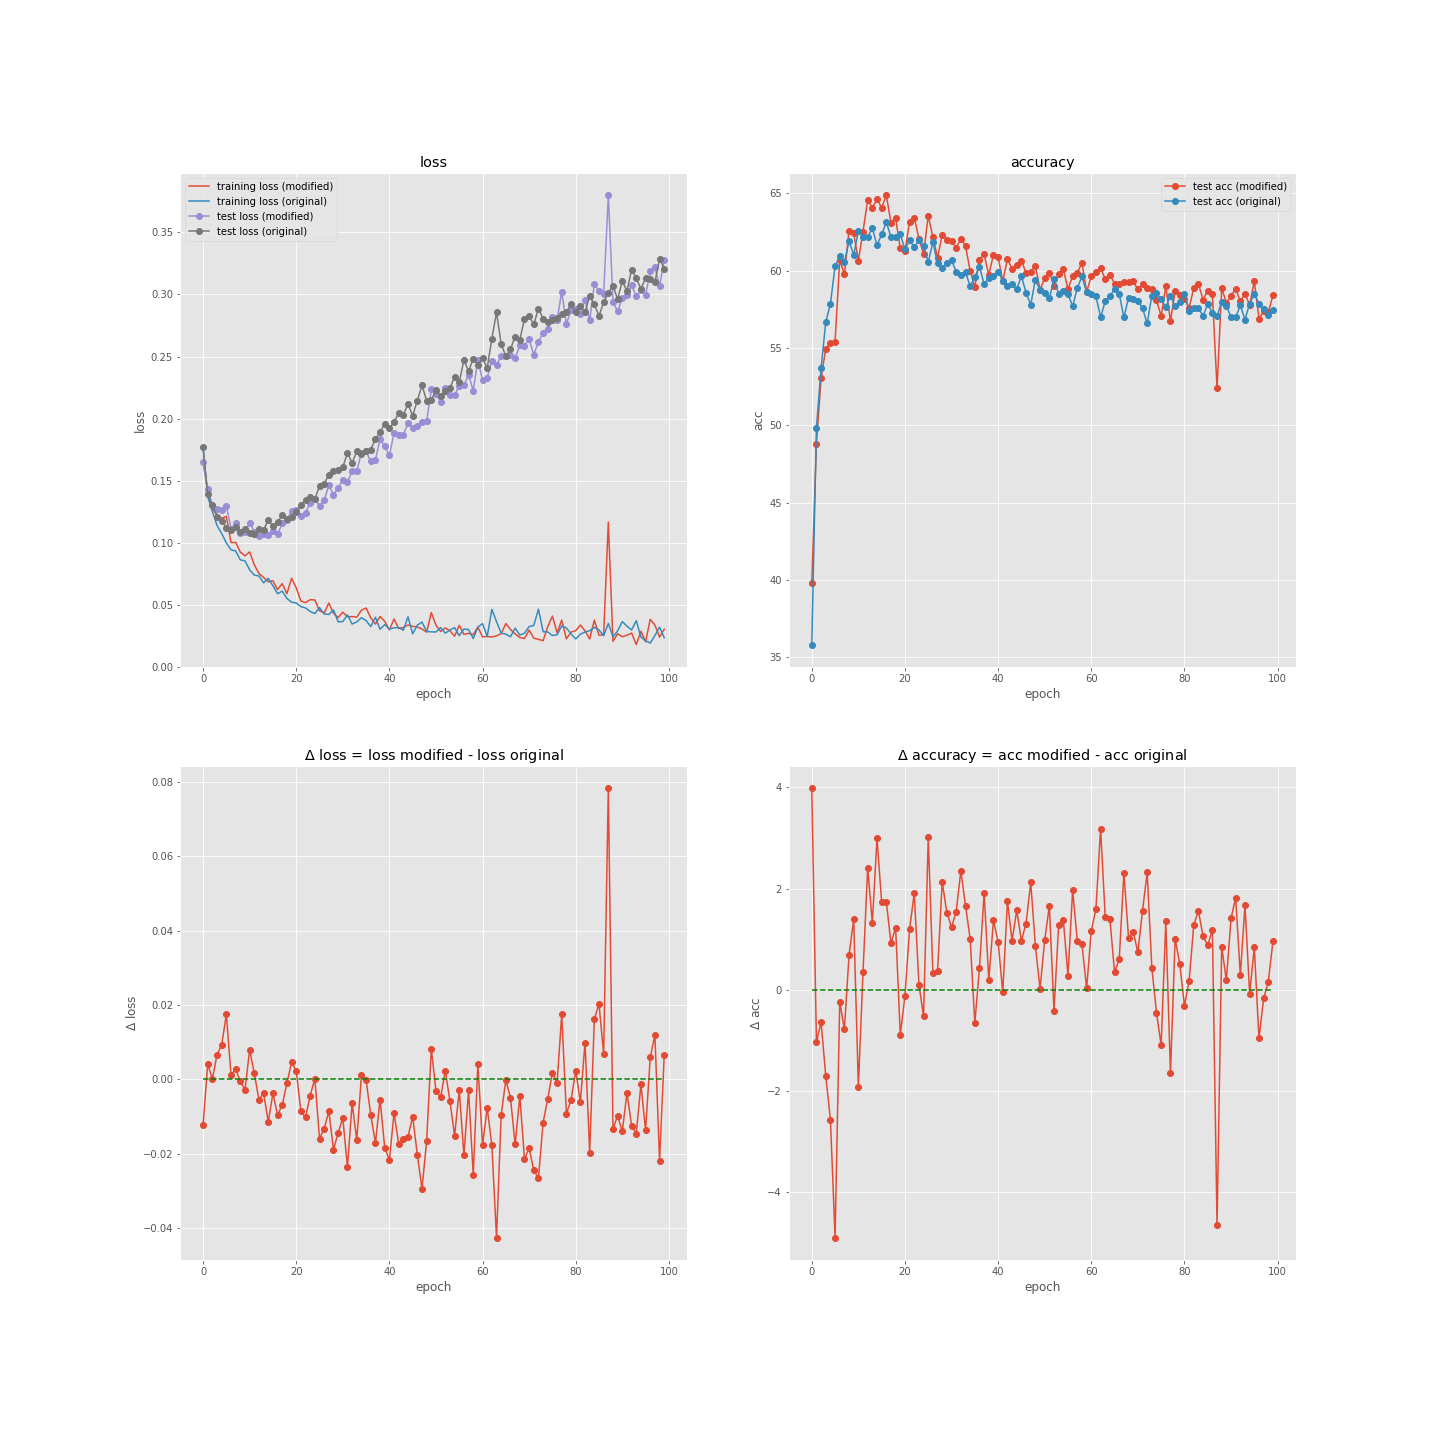 loss
training loss (modified)
training loss (original)
test loss (modified)
test loss (original)
0.35
0.30
0.25
0.20
0.15
0.10
0.05
0.00
loss
0 20 40 60 80 100
epoch
accuracy
test acc (modified)
test acc (original)
65
60
55
50
45
40
35
acc
0 20 40 60 80 100
epoch
Δ loss = loss modified - loss original
0.08
0.06
0.04
0.02
0.00
−0.02
−0.04
Δ loss
0 20 40 60 80 100
epoch
Δ accuracy = acc modified - acc original
4
2
0
−2
−4
Δ acc
0 20 40 60 80 100
epoch